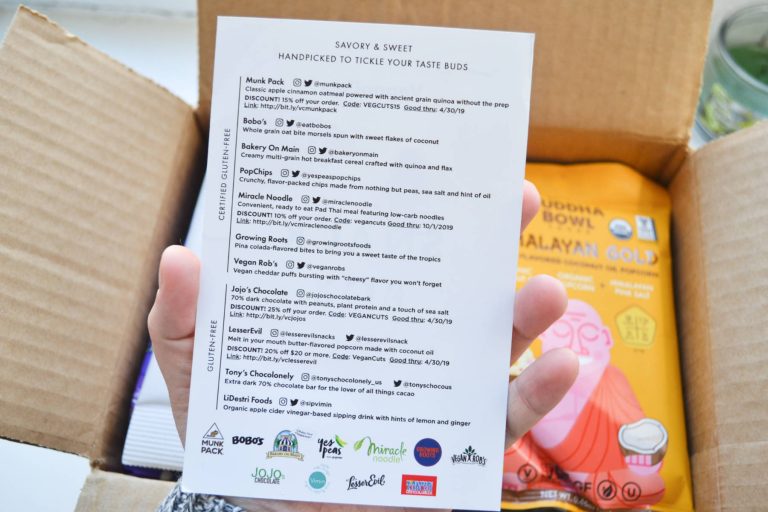 SAVORY & SWEET
HANDPICKED TO TICKLE YOUR TASTE BUDS
CERTIFIED GLUTEN-FREE
Munk Pack @munkpack
Classic apple cinnamon oatmeal powered with ancient grain quinoa without the prep
DISCOUNT! 15% off your order. Code: VEGCUTS15 Good thru: 4/30/19
Link: http://bit.ly/vcmunkpack
Bobo's @eatbobos
Whole grain oat bite morsels spun with sweet flakes of coconut
Bakery On Main @bakeryonmain
Creamy multi-grain hot breakfast cereal crafted with quinoa and flax
PopChips @yespeaspopchips
Crunchy, flavor-packed chips made from nothing but peas, sea salt and hint of oil
Miracle Noodle @miraclenoodle
Convenient, ready to eat Pad Thai meal featuring low-carb noodles
DISCOUNT! 10% off your order. Code: vegancuts Good thru: 10/1/2019
Link: http://bit.ly/vcmiraclenoodle
Growing Roots @growingrootsfoods
Pina colada-flavored bites to bring you a sweet taste of the tropics
Vegan Rob's @veganrobs
Vegan cheddar puffs bursting with "cheesy" flavor you won't forget
GLUTEN-FREE
Jojo's Chocolate @jojoschocolatebark
70% dark chocolate with peanuts, plant protein and a touch of sea salt
DISCOUNT! 25% off your order. Code: VEGANCUTS Good thru: 4/30/19
Link: http://bit.ly/vcjojos
LesserEvil @lesserevilsnacks @lesserevilsnack
Melt in your mouth butter-flavored popcorn made with coconut oil
DISCOUNT! 20% off $20 or more. Code: VeganCuts Good thru: 4/30/19
Link: http://bit.ly/vclesserevil
Tony's Chocolonely @tonyschocolonely_us @tonyschocous
Extra dark 70% chocolate bar for the lover of all things cacao
LiDestri Foods @sipvimin
Organic apple cider vinegar-based sipping drink with hints of lemon and ginger
MUNK PACK
BOBO'S
yes peas
Miracle noodle
GROWING ROOTS
VEGAN ROB'S
JOJO'S CHOCOLATE
LesserEvil
BUDDHA
BOWL
HIMALAYAN GOLD
FLAVORED COCONUT OIL POPCORN
PINK SALT
GF
NET WT